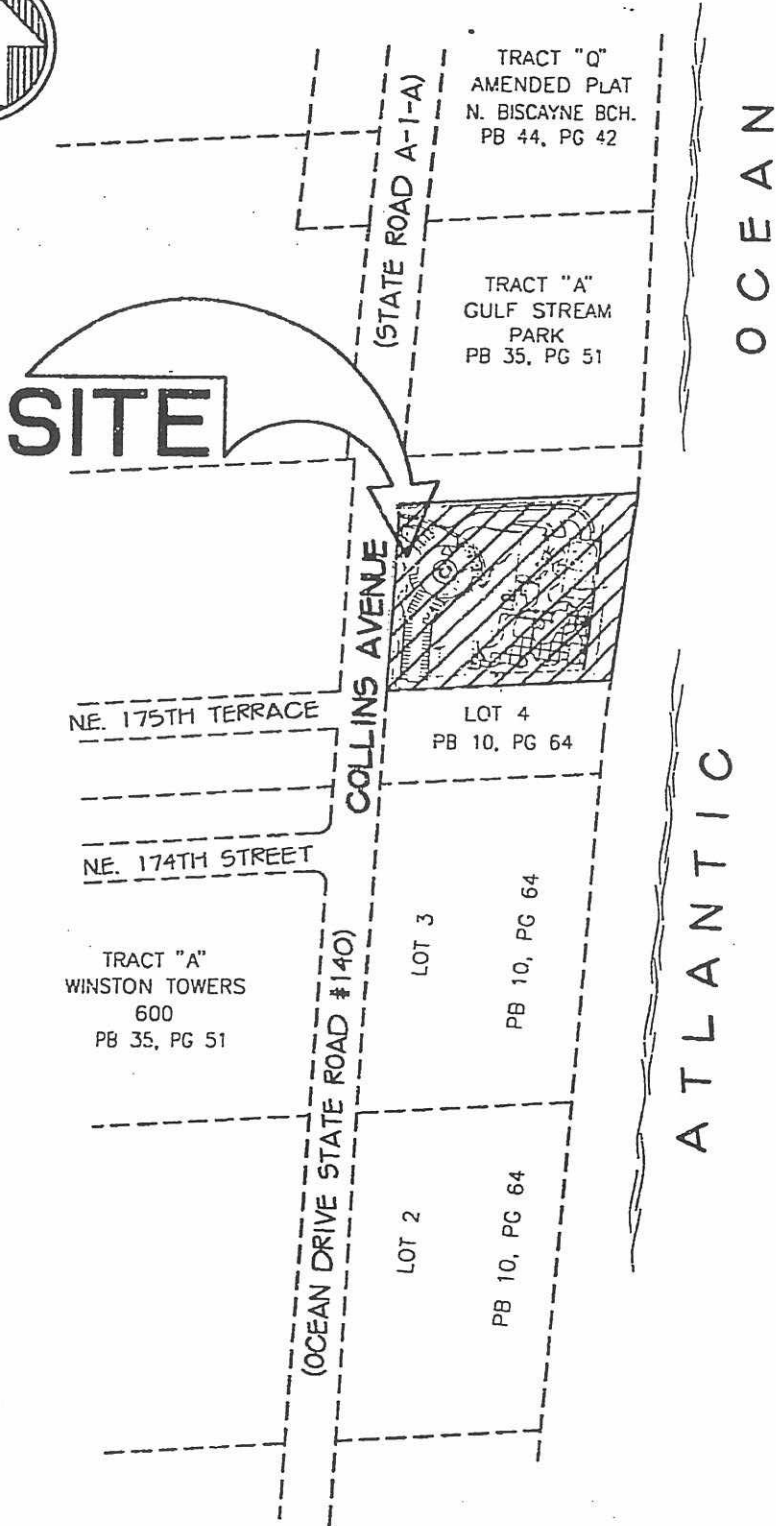 TRACT "Q"
AMENDED PLAT
N. BISCAYNE BCH.
PB 44, PG 42
(STATE ROAD A-1-A)
OCEAN
TRACT "A"
GULF STREAM
PARK
PB 35, PG 51
SITE
COLLINS AVENUE
C
NE. 175TH TERRACE
LOT 4
PB 10, PG 64
NE. 174TH STREET
LOT 3
PB 10, PG 64
TRACT "A"
WINSTON TOWERS
600
PB 35, PG 51
(OCEAN DRIVE STATE ROAD #140)
ATLANTIC
LOT 2
PB 10, PG 64